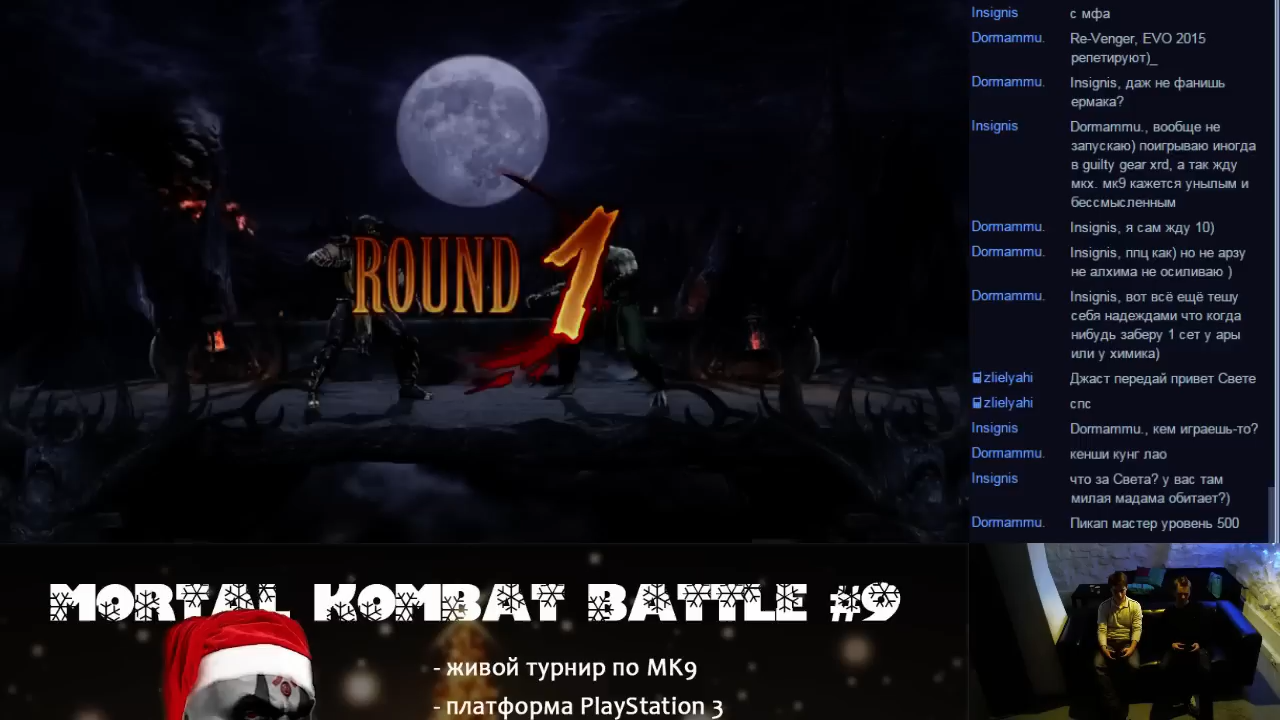 ROUND 1
Insignis с мфа
Dormammu. Re-Venger, EVO 2015
репетируют)_
Dormammu. Insignis, даж не фанишь
ермака?
Insignis Dormammu., вообще не
запускаю) поигрываю иногда
в guilty gear xrd, а так жду
мкх. мк9 кажется унылым и
бессмысленным
Dormammu. Insignis, я сам жду 10)
Dormammu. Insignis, ппц как) но не арзу
не алхима не осиливаю )
Dormammu. Insignis, вот всё ещё тешу
себя надеждами что когда
нибудь заберу 1 сет у ары
или у химика)
zlielyahi Джаст передай привет Свете
zlielyahi спс
Insignis Dormammu., кем играешь-то?
Dormammu. кенши кунг лао
Insignis что за Света? у вас там
милая мадама обитает?)
Dormammu. Пикап мастер уровень 500
MORTAL KOMBAT BATTLE #9
- живой турнир по МК9
- платформа PlayStation 3